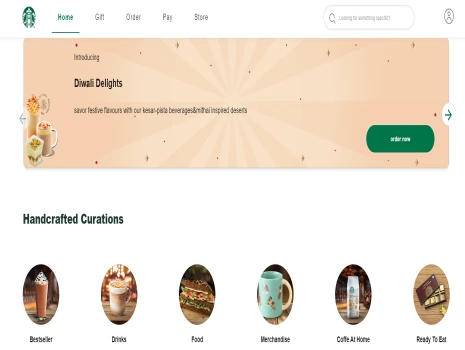 Home Gift Order Pay Store
Looking for something specific?
Introducing
Diwali Delights
savor festive flavours with our kesar-pista beverages&mithai inspired deserts
order now
Handcrafted Curations
Bestseller Drinks Food Merchandise Coffe At Home Ready To Eat